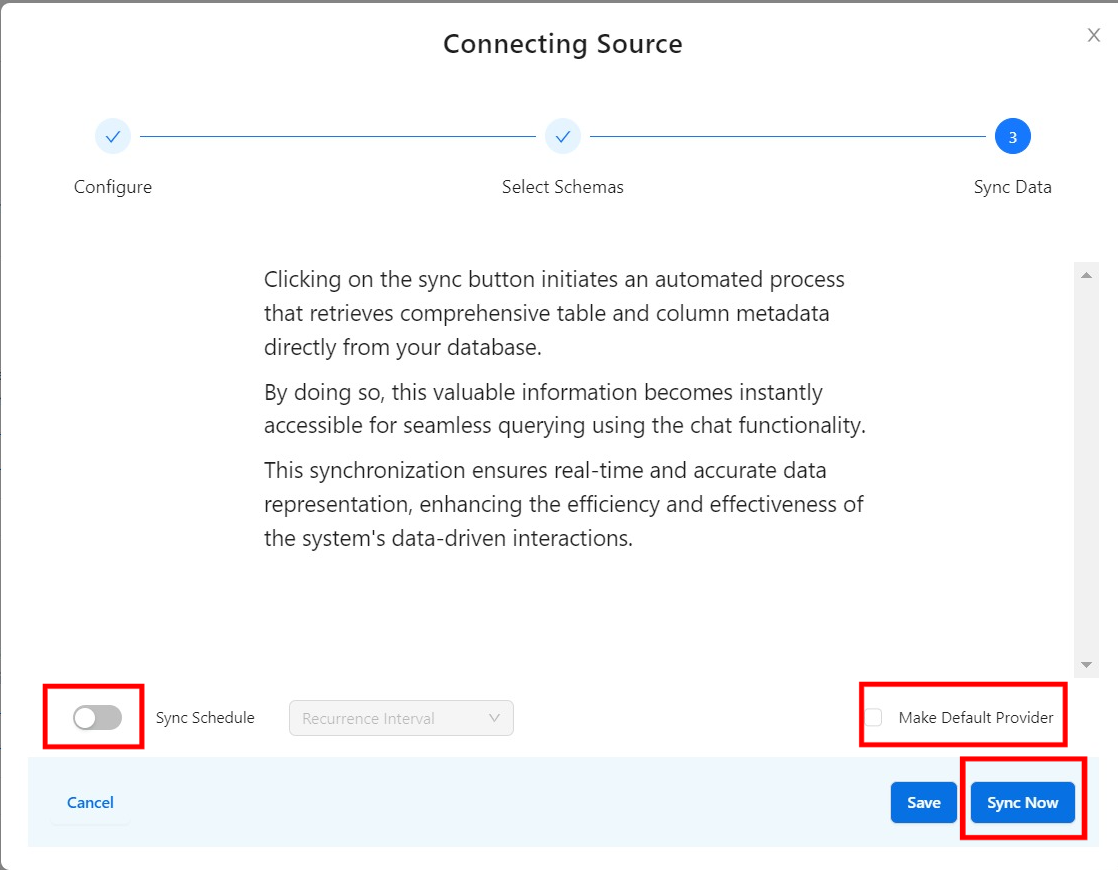 Connecting Source
3
Configure
Select Schemas
Sync Data
Clicking on the sync button initiates an automated process
that retrieves comprehensive table and column metadata
directly from your database.
By doing so, this valuable information becomes instantly
accessible for seamless querying using the chat functionality.
This synchronization ensures real-time and accurate data
representation, enhancing the efficiency and effectiveness of
the system's data-driven interactions.
Sync Schedule
Recurrence Interval
Make Default Provider
Cancel
Save
Sync Now